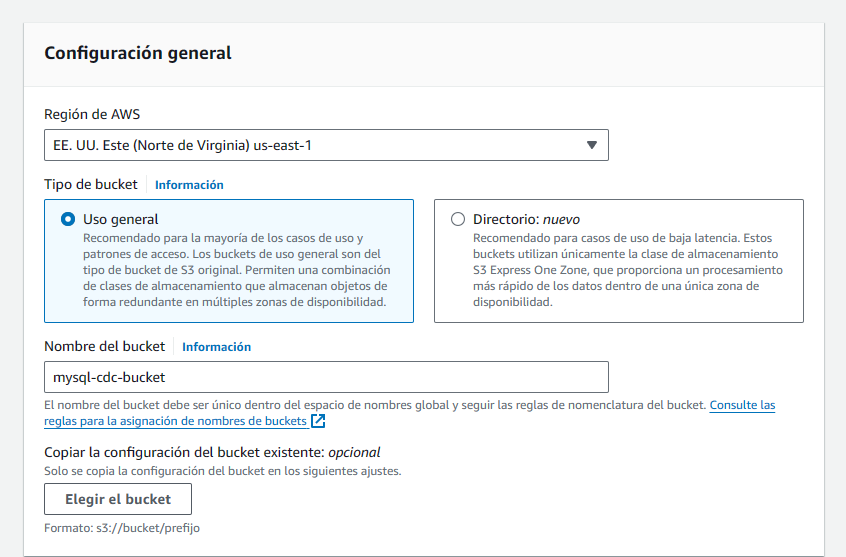 Configuración general
Región de AWS
EE. UU. Este (Norte de Virginia) us-east-1
Tipo de bucket
Información
Uso general
Recomendado para la mayoría de los casos de uso y
patrones de acceso. Los buckets de uso general son del
tipo de bucket de S3 original. Permiten una combinación
de clases de almacenamiento que almacenan objetos de
forma redundante en múltiples zonas de disponibilidad.
Directorio: nuevo
Recomendado para casos de uso de baja latencia. Estos
buckets utilizan únicamente la clase de almacenamiento
S3 Express One Zone, que proporciona un procesamiento
más rápido de los datos dentro de una única zona de
disponibilidad.
Nombre del bucket
Información
mysql-cdc-bucket
El nombre del bucket debe ser único dentro del espacio de nombres global y seguir las reglas de nomenclatura del bucket. Consulte las
reglas para la asignación de nombres de buckets
Copiar la configuración del bucket existente: opcional
Solo se copia la configuración del bucket en los siguientes ajustes.
Elegir el bucket
Formato: s3://bucket/prefijo